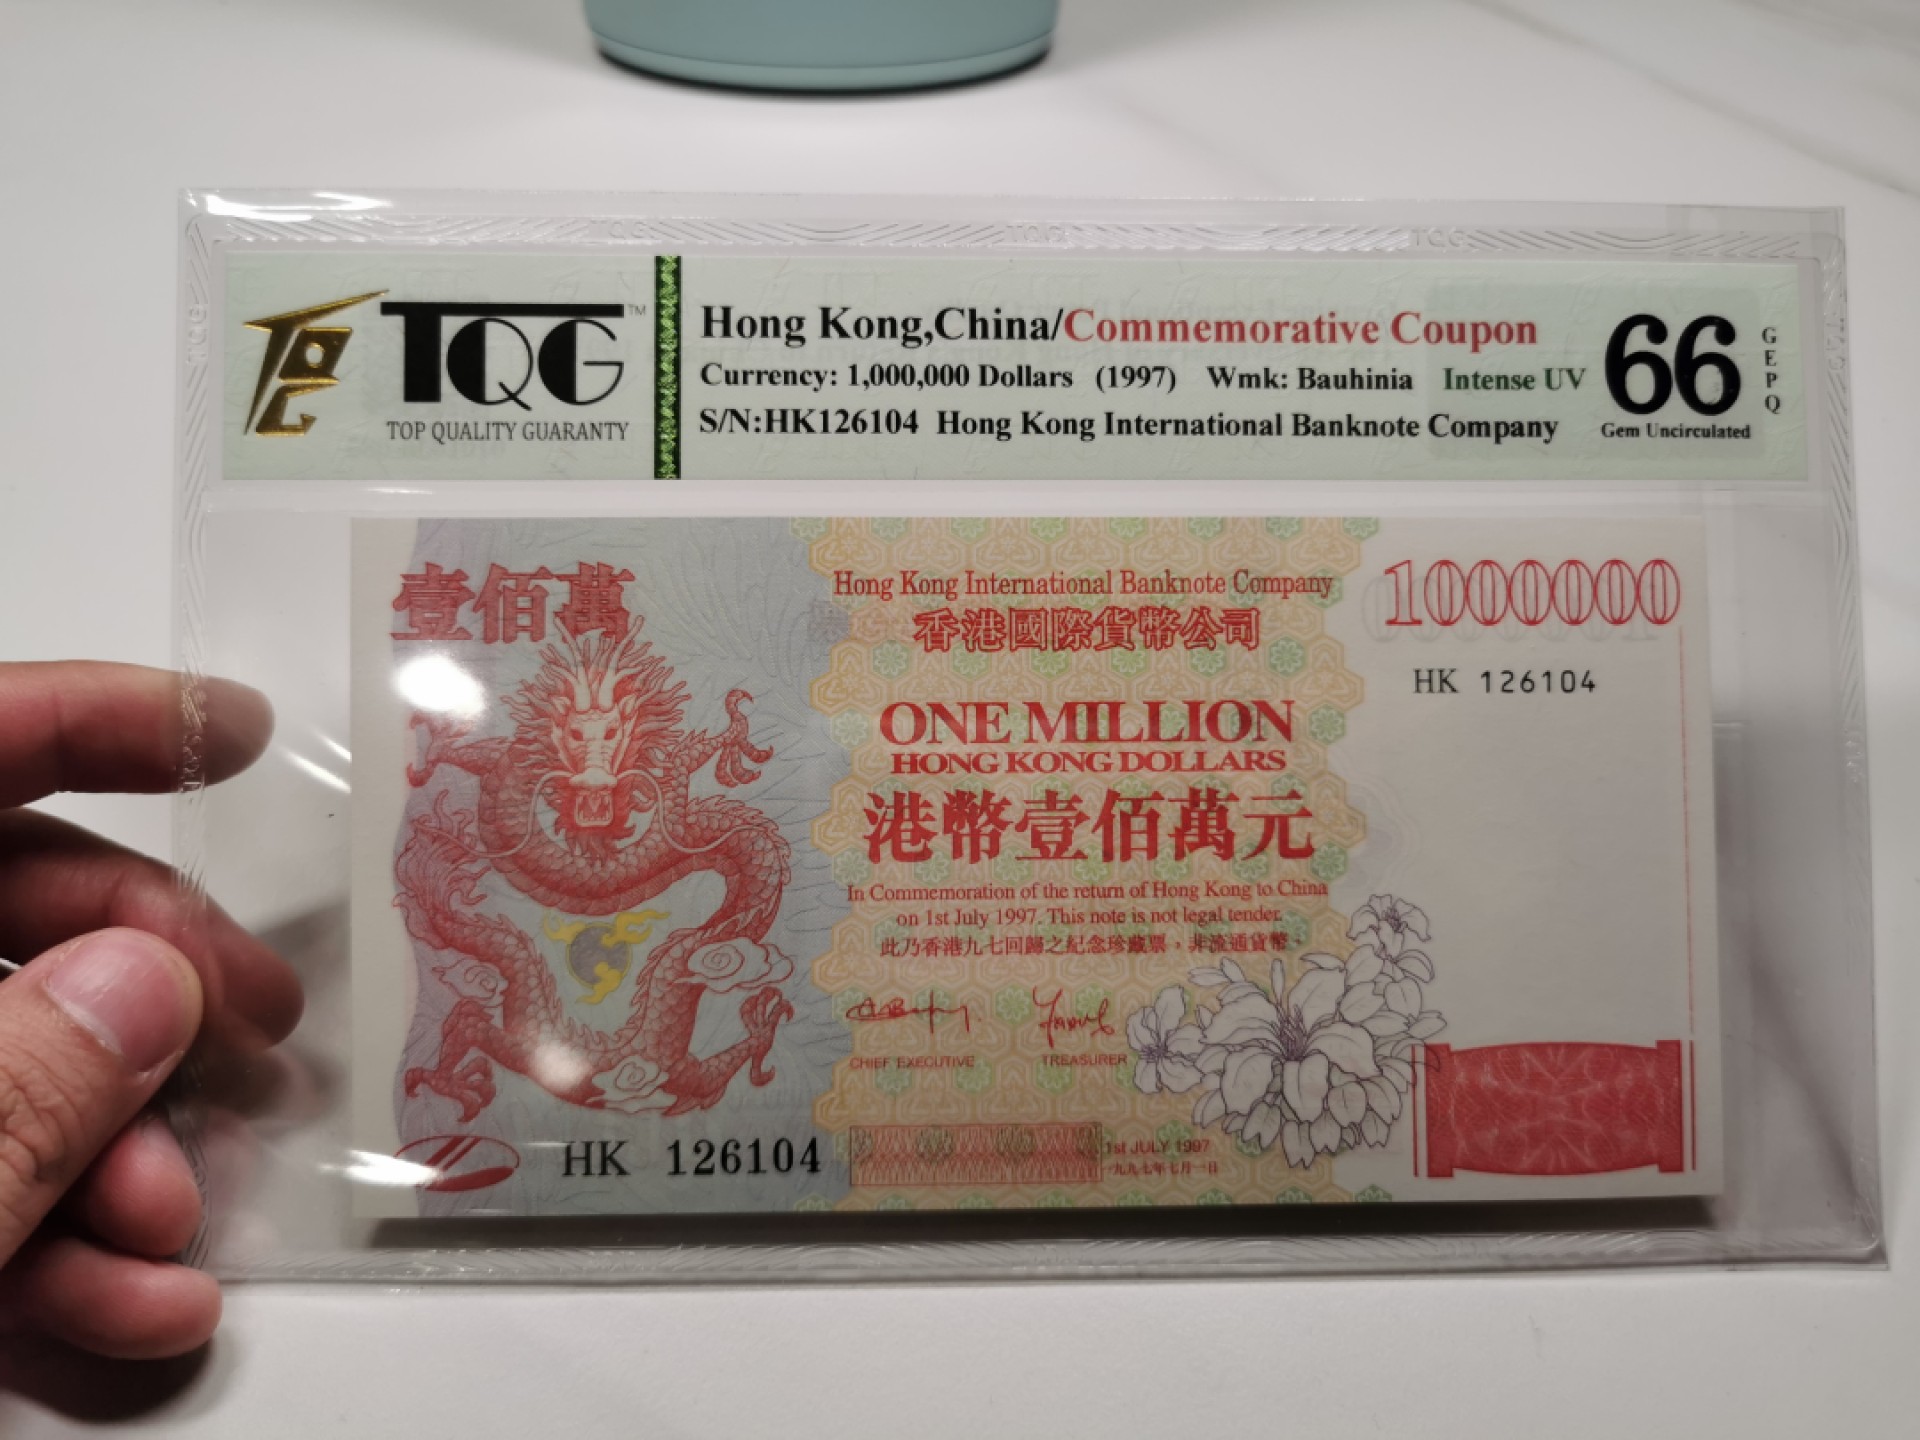 TQG TQG TQG
TQG™
TOP QUALITY GUARANTY
Hong Kong,China/Commemorative Coupon
Currency: 1,000,000 Dollars (1997) Wmk: Bauhinia Intense UV
S/N:HK126104 Hong Kong International Banknote Company
66
Gem Uncirculated
GEPQ
壹佰萬
Hong Kong International Banknote Company
香港國際貨幣公司
1000000
HK 126104
ONE MILLION
HONG KONG DOLLARS
港幣壹佰萬元
In Commemoration of the return of Hong Kong to China
on 1st July 1997. This note is not legal tender.
此乃香港九七回歸之紀念珍藏票，非流通貨幣。
CHIEF EXECUTIVE
TREASURER
HK 126104
1st JULY 1997
一九九七年七月一日